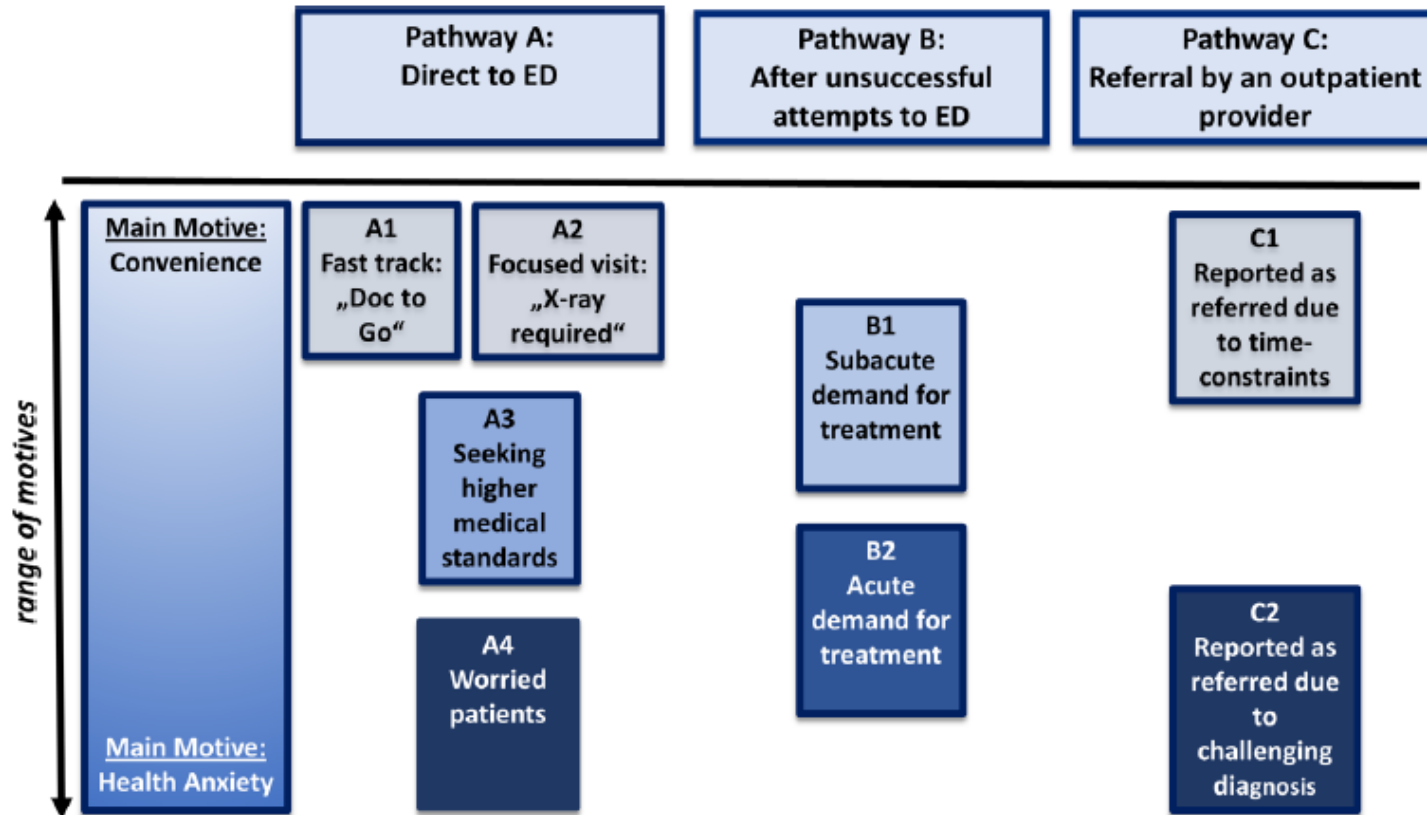 Pathway A:
Direct to ED
Pathway B:
After unsuccessful
attempts to ED
Pathway C:
Referral by an outpatient
provider
range of motives
Main Motive:
Convenience
Main Motive:
Health Anxiety
A1
Fast track:
„Doc to
Go“
A2
Focused visit:
„X-ray
required“
A3
Seeking
higher
medical
standards
A4
Worried
patients
B1
Subacute
demand for
treatment
B2
Acute
demand for
treatment
C1
Reported as
referred due
to time-
constraints
C2
Reported as
referred due
to
challenging
diagnosis